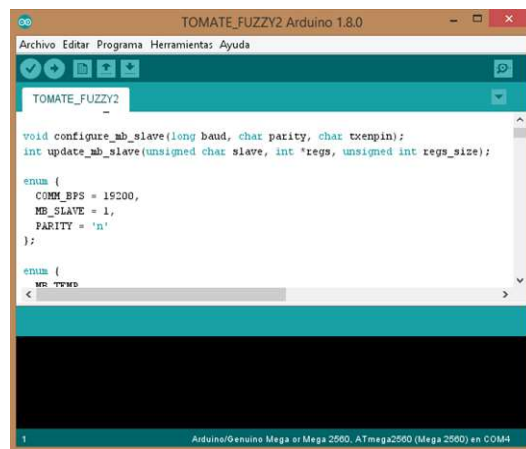 TOMATE_FUZZY2 Arduino 1.8.0
Archivo Editar Programa Herramientas Ayuda
TOMATE_FUZZY2
void configure_mb_slave(long baud, char parity, char txenpin);
int update_mb_slave(unsigned char slave, int *regs, unsigned int regs_size);
enum {
COMM_BPS = 19200,
MB_SLAVE = 1,
PARITY = 'n'
};
enum {
MB_TEMP
1
Arduino/Genuino Mega or Mega 2560, ATmega2560 (Mega 2560) en COM4